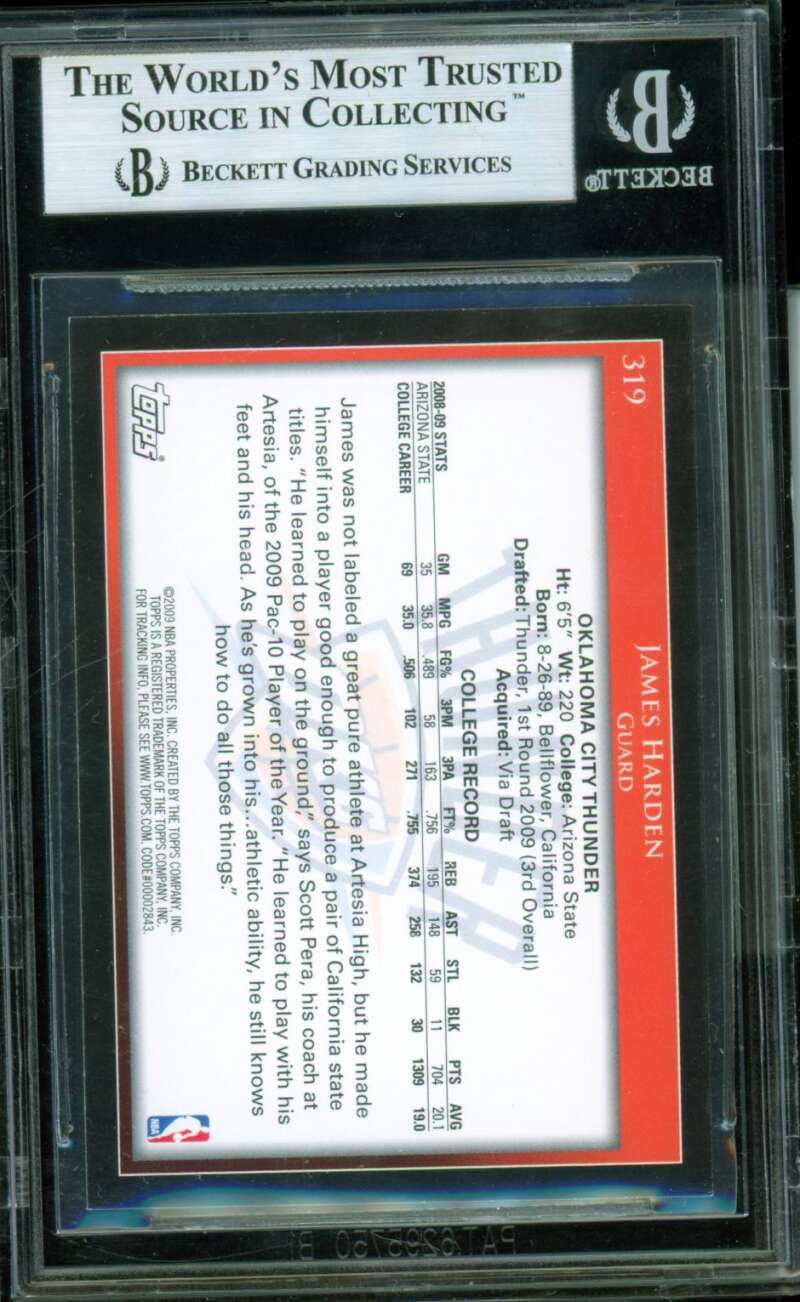 THE WORLD'S MOST TRUSTED
SOURCE IN COLLECTING™
B BECKETT GRADING SERVICES
B
BECKETT®
319
JAMES HARDEN
GUARD
THUNDER
OKLAHOMA CITY THUNDER
Ht: 6'5" Wt: 220 College: Arizona State
Born: 8-26-89, Bellflower, California
Drafted: Thunder, 1st Round 2009 (3rd Overall)
Acquired: Via Draft
COLLEGE RECORD
2008-09 STATS GM MPG FG% 3PM 3PA FT% REB AST STL BLK PTS AVG
ARIZONA STATE 35 35.8 .489 58 163 .756 195 148 59 11 704 20.1
COLLEGE CAREER 69 35.0 .506 102 271 .755 374 258 132 30 1309 19.0
James was not labeled a great pure athlete at Artesia High, but he made
himself into a player good enough to produce a pair of California state
titles. "He learned to play on the ground," says Scott Pera, his coach at
Artesia, of the 2009 Pac-10 Player of the Year. "He learned to play with his
feet and his head. As he's grown into his...athletic ability, he still knows
how to do all those things."
topps®
©2009 NBA PROPERTIES, INC. CREATED BY THE TOPPS COMPANY, INC.
TOPPS IS A REGISTERED TRADEMARK OF THE TOPPS COMPANY, INC.
FOR TRACKING INFO, PLEASE SEE WWW.TOPPS.COM. CODE#00002843.
NBA